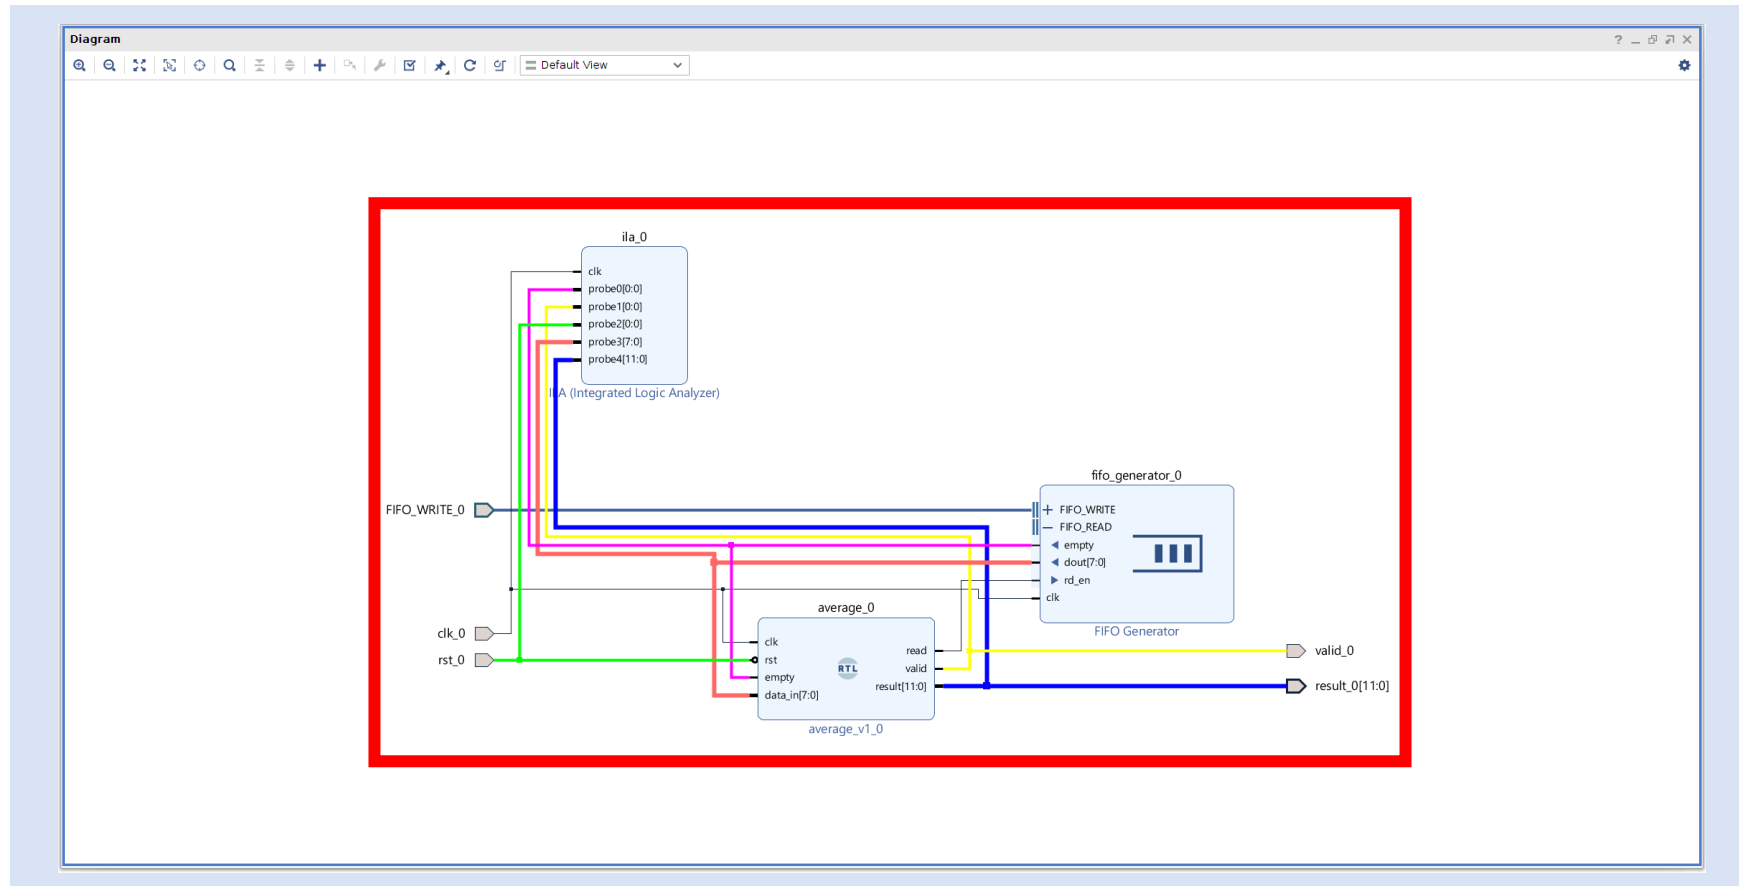 Diagram
Default View
ila_0
clk
probe0[0:0]
probe1[0:0]
probe2[0:0]
probe3[7:0]
probe4[11:0]
ILA (Integrated Logic Analyzer)
fifo_generator_0
FIFO_WRITE_0
FIFO_WRITE
FIFO_READ
empty
dout[7:0]
rd_en
clk
FIFO Generator
average_0
clk_0
rst_0
clk
rst
empty
data_in[7:0]
RTL
read
valid
result[11:0]
average_v1_0
valid_0
result_0[11:0]